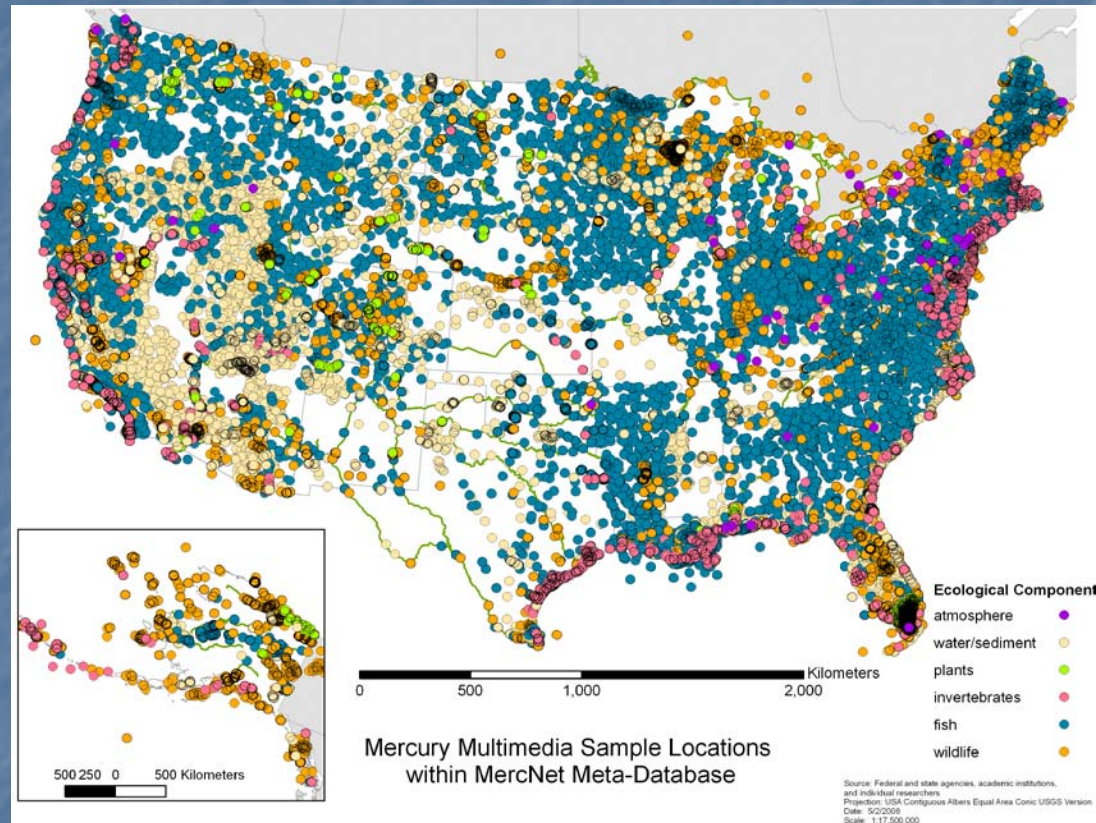 Ecological Component
atmosphere
water/sediment
plants
invertebrates
fish
wildlife
Kilometers
0 500 1,000 2,000
Mercury Multimedia Sample Locations
within MercNet Meta-Database
500 250 0 500 Kilometers
Source: Federal and state agencies, academic institutions,
and individual researchers
Projection: USA Contiguous Albers Equal Area Conic USGS Version
Date: 5/2/2008
Scale: 1:17,500,000